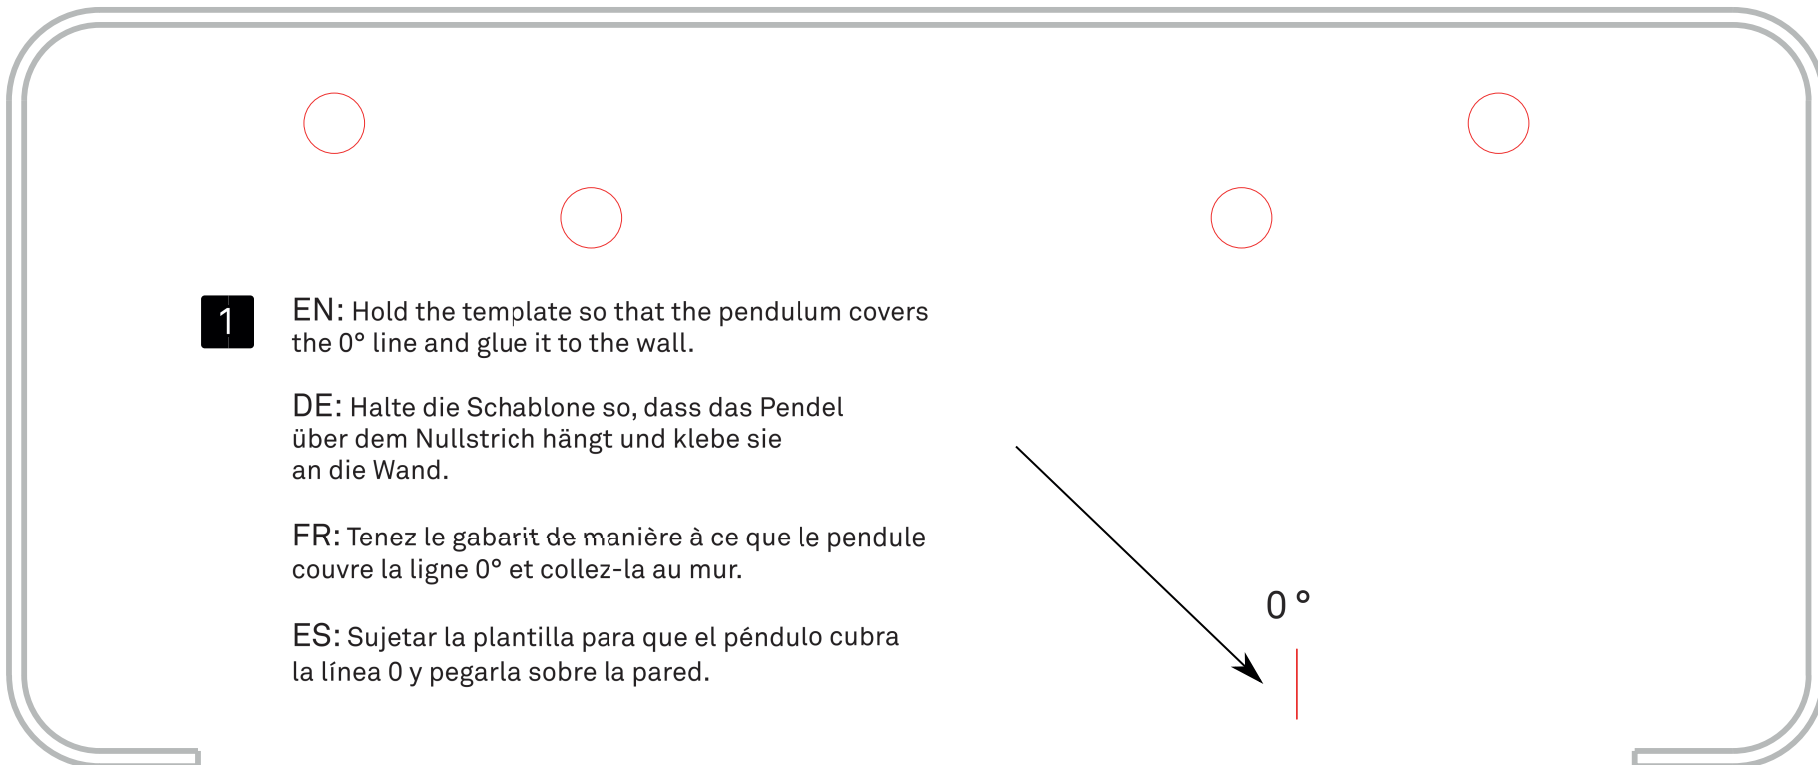 1
EN: Hold the template so that the pendulum covers
the 0° line and glue it to the wall.
DE: Halte die Schablone so, dass das Pendel
über dem Nullstrich hängt und klebe sie
an die Wand.
FR: Tenez le gabarit de manière à ce que le pendule
couvre la ligne 0° et collez-la au mur.
ES: Sujetar la plantilla para que el péndulo cubra
la línea 0 y pegarla sobre la pared.
0°